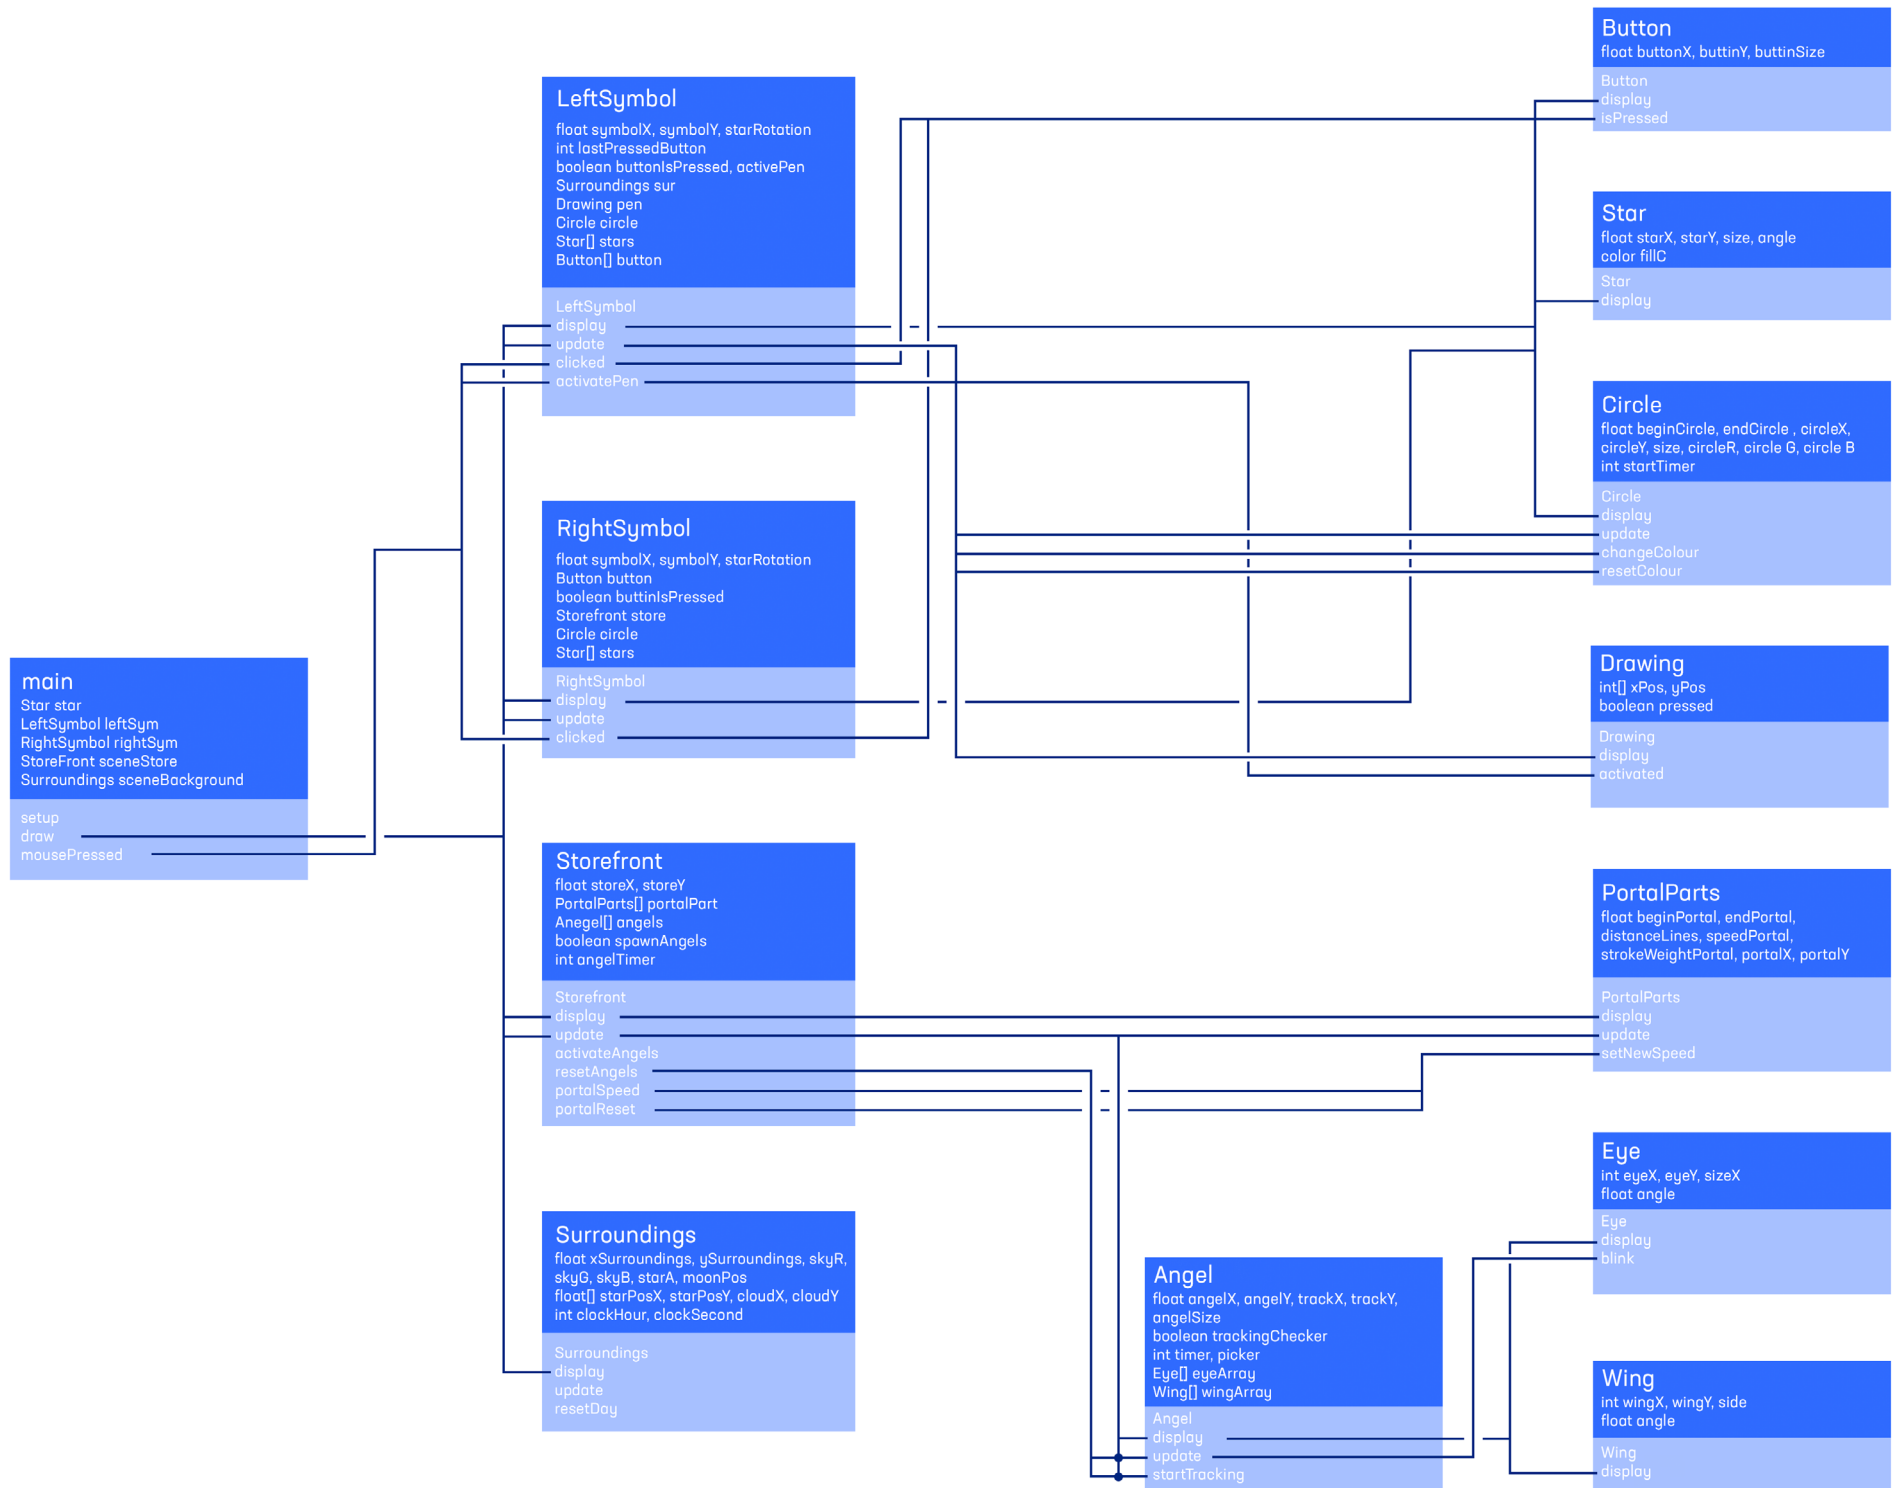 main
Star star
LeftSymbol leftSym
RightSymbol rightSym
StoreFront sceneStore
Surroundings sceneBackground
setup
draw
mousePressed
LeftSymbol
float symbolX, symbolY, starRotation
int lastPressedButton
boolean buttonIsPressed, activePen
Surroundings sur
Drawing pen
Circle circle
Star[] stars
Button[] button
LeftSymbol
display
update
clicked
activatePen
RightSymbol
float symbolX, symbolY, starRotation
Button button
boolean buttinIsPressed
Storefront store
Circle circle
Star[] stars
RightSymbol
display
update
clicked
Storefront
float storeX, storeY
PortalParts[] portalPart
Anegel[] angels
boolean spawnAngels
int angelTimer
Storefront
display
update
activateAngels
resetAngels
portalSpeed
portalReset
Surroundings
float xSurroundings, ySurroundings, skyR,
skyG, skyB, starA, moonPos
float[] starPosX, starPosY, cloudX, cloudY
int clockHour, clockSecond
Surroundings
display
update
resetDay
Angel
float angelX, angelY, trackX, trackY,
angelSize
boolean trackingChecker
int timer, picker
Eye[] eyeArray
Wing[] wingArray
Angel
display
update
startTracking
Button
float buttonX, buttinY, buttinSize
Button
display
isPressed
Star
float starX, starY, size, angle
color fillC
Star
display
Circle
float beginCircle, endCircle , circleX,
circleY, size, circleR, circle G, circle B
int startTimer
Circle
display
update
changeColour
resetColour
Drawing
int[] xPos, yPos
boolean pressed
Drawing
display
activated
PortalParts
float beginPortal, endPortal,
distanceLines, speedPortal,
strokeWeightPortal, portalX, portalY
PortalParts
display
update
setNewSpeed
Eye
int eyeX, eyeY, sizeX
float angle
Eye
display
blink
Wing
int wingX, wingY, side
float angle
Wing
display